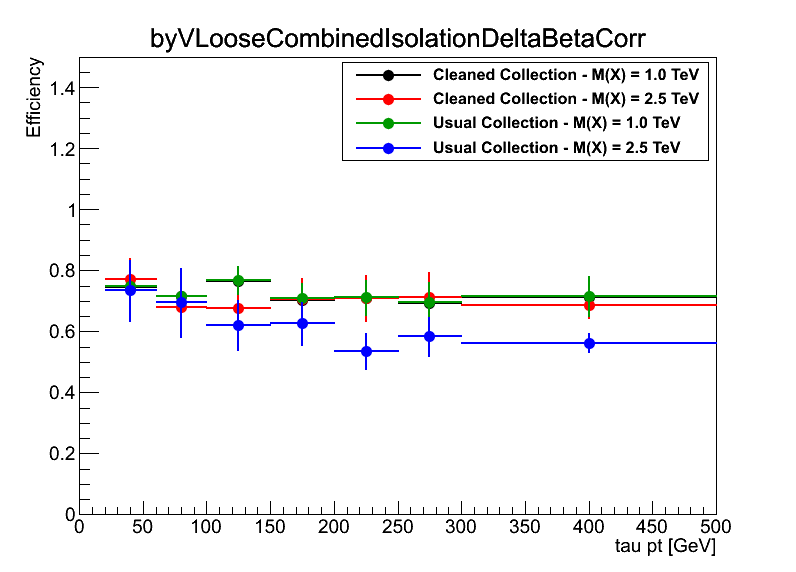 byVLooseCombinedIsolationDeltaBetaCorr
Efficiency
Cleaned Collection - M(X) = 1.0 TeV
Cleaned Collection - M(X) = 2.5 TeV
Usual Collection - M(X) = 1.0 TeV
Usual Collection - M(X) = 2.5 TeV
1.4
1.2
1
0.8
0.6
0.4
0.2
0
0 50 100 150 200 250 300 350 400 450 500
tau pt [GeV]